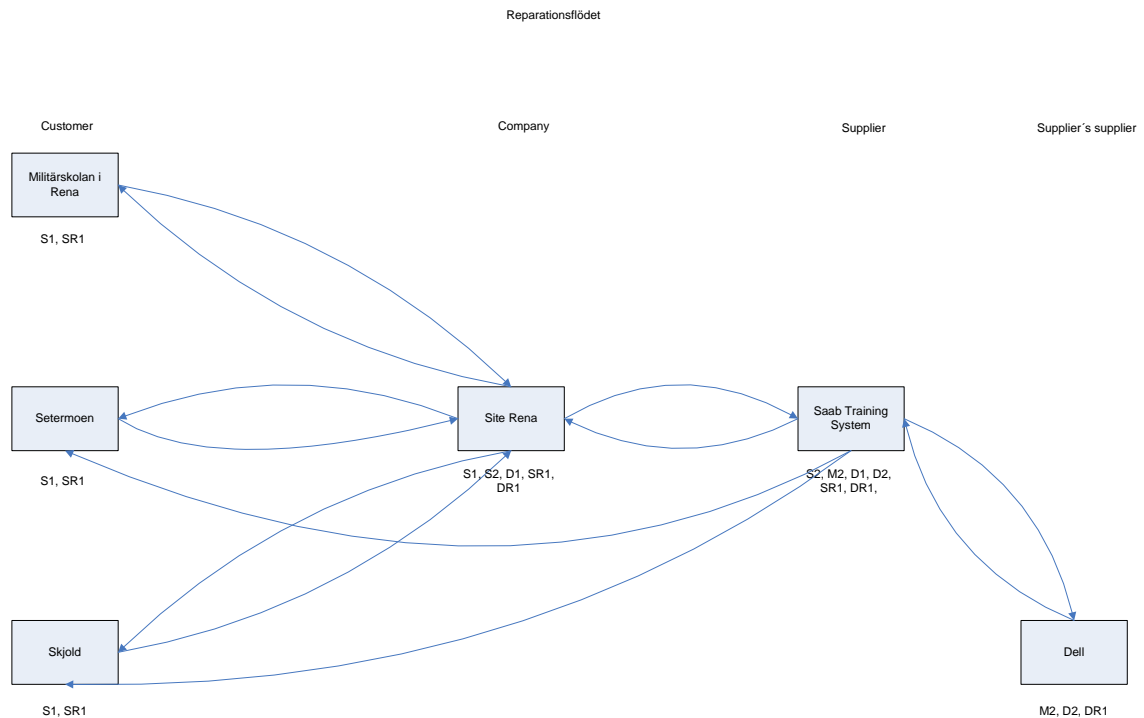 Reparationsflödet
Customer
Company
Supplier
Supplier´s supplier
Militärskolan i
Rena
S1, SR1
Setermoen
Site Rena
Saab Training
System
S1, SR1
S1, S2, D1, SR1,
DR1
S2, M2, D1, D2,
SR1, DR1,
Skjold
Dell
S1, SR1
M2, D2, DR1